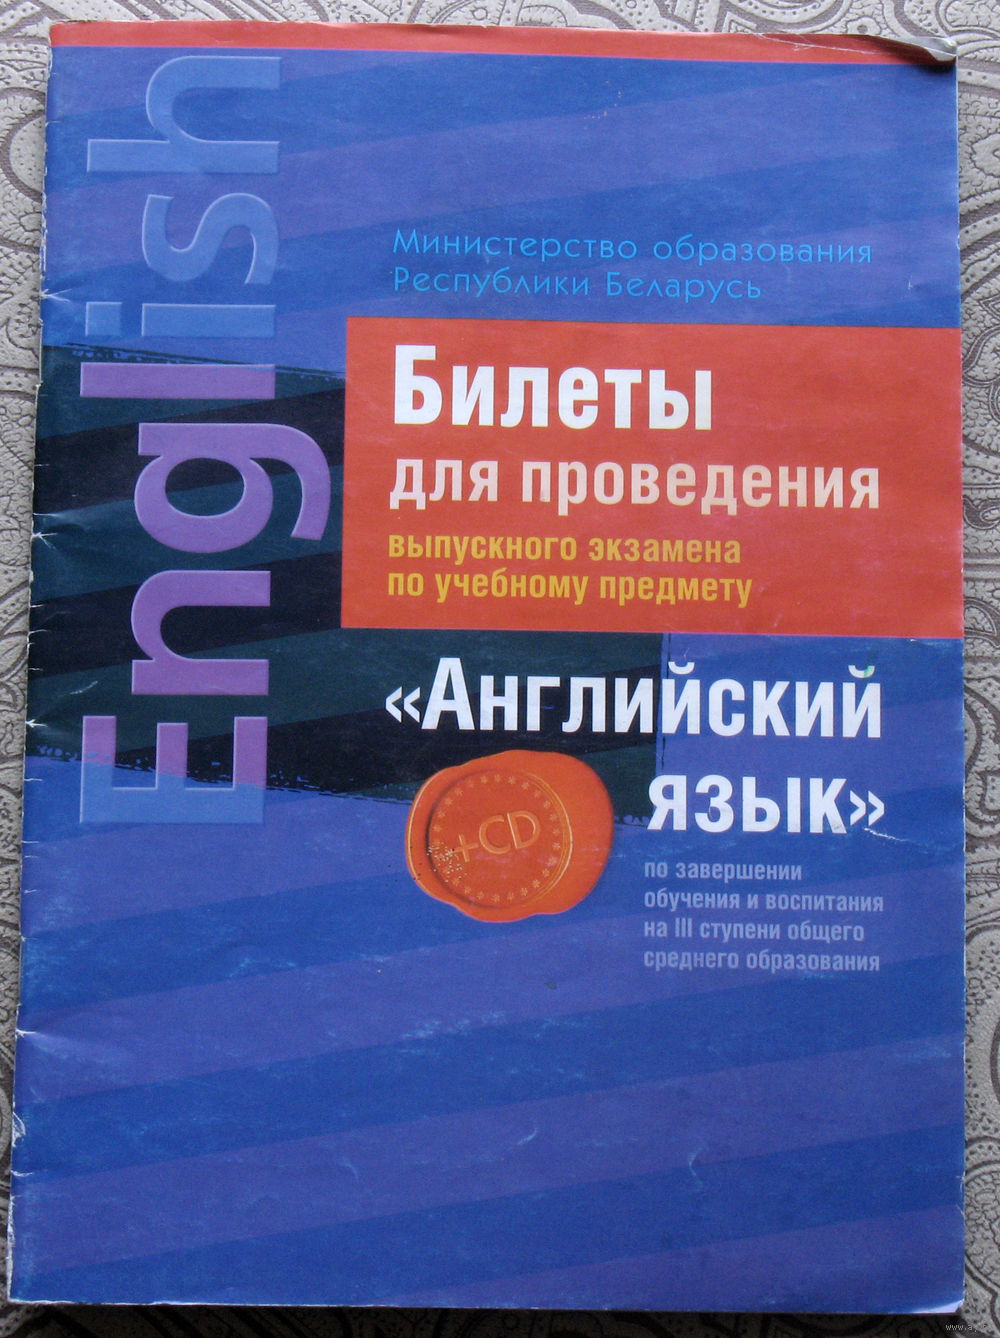 English
Министерство образования
Республики Беларусь
Билеты
для проведения
выпускного экзамена
по учебному предмету
«Английский
язык»
+CD
по завершении
обучения и воспитания
на III ступени общего
среднего образования